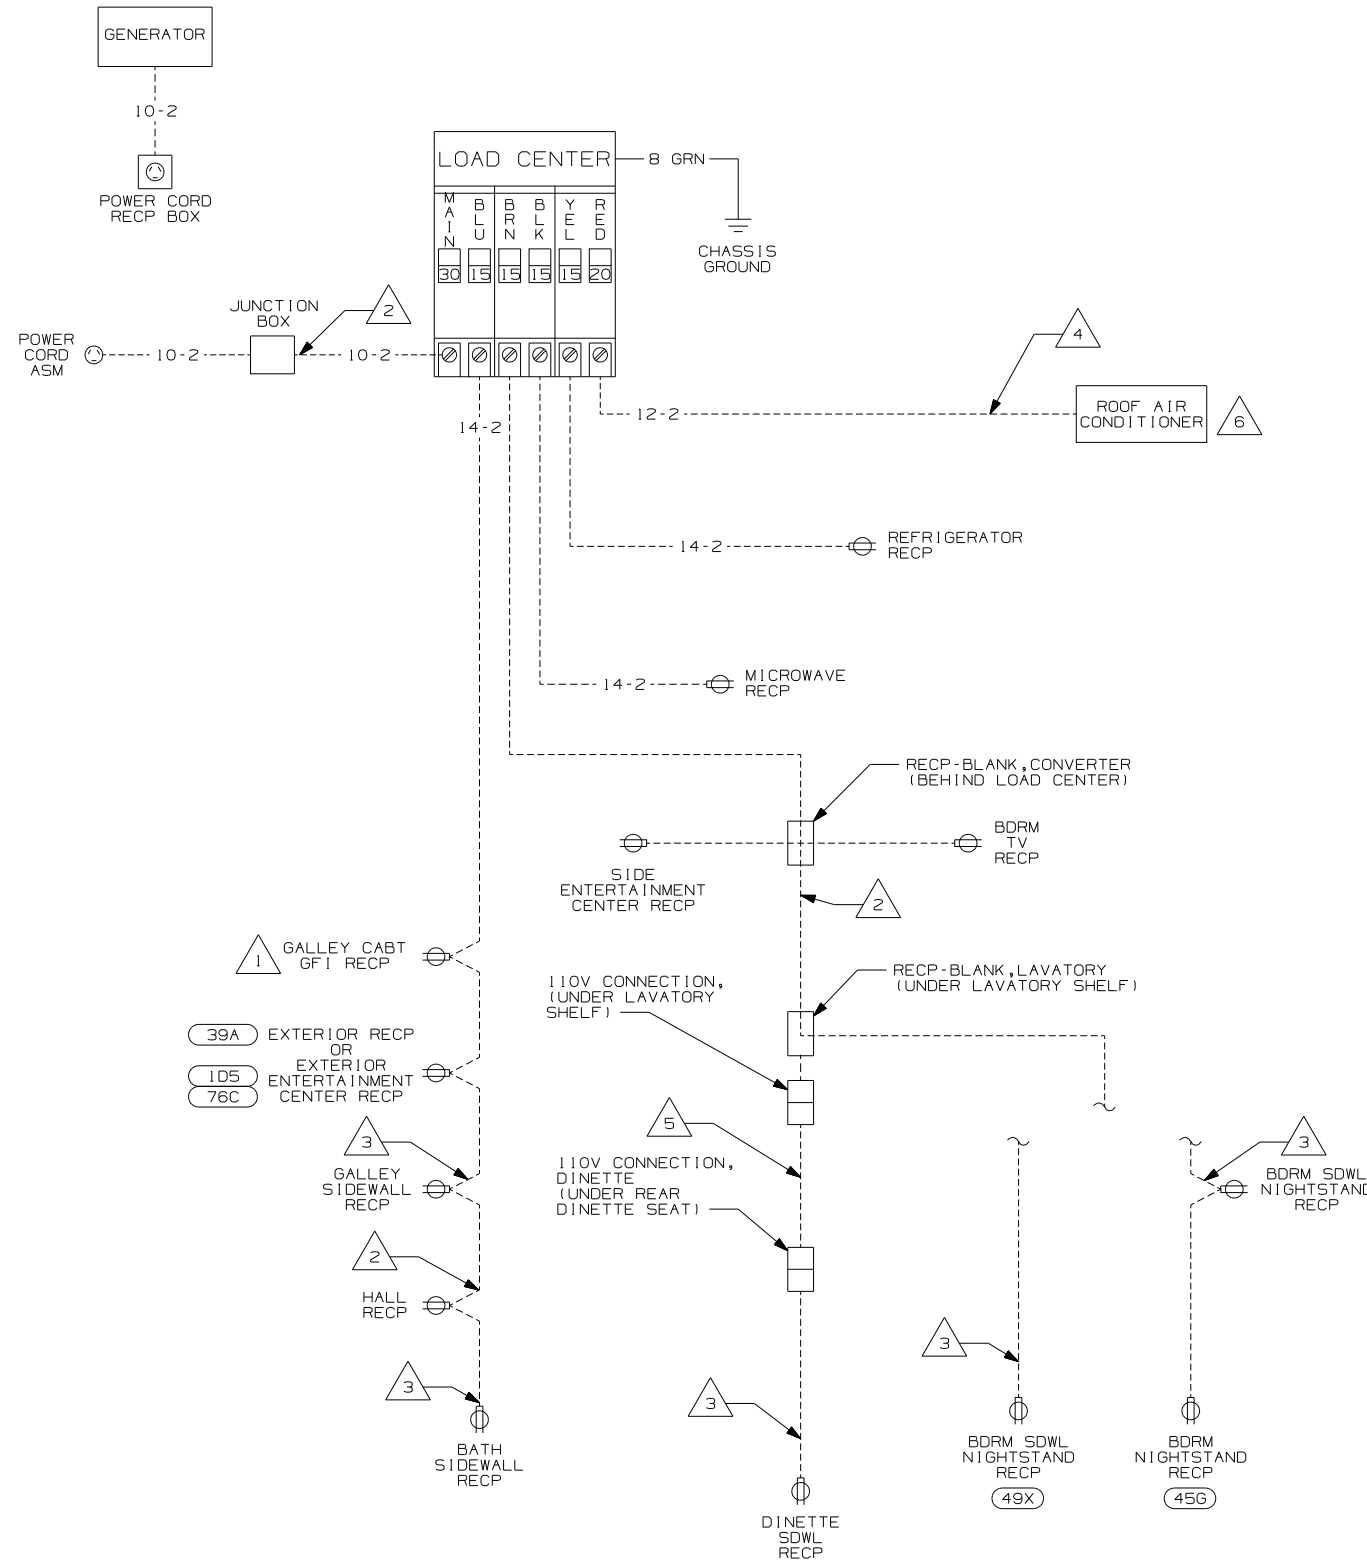 GENERATOR
10-2
POWER CORD
RECP BOX
LOAD CENTER
8 GRN
CHASSIS
GROUND
MAIN
BLU
BRN
BLK
YEL
RED
30
15
15
15
15
20
JUNCTION
BOX
2
POWER
CORD
ASM
10-2
10-2
4
ROOF AIR
CONDITIONER
6
12-2
14-2
14-2
REFRIGERATOR
RECP
14-2
MICROWAVE
RECP
RECP-BLANK,CONVERTER
(BEHIND LOAD CENTER)
SIDE
ENTERTAINMENT
CENTER RECP
BDRM
TV
RECP
2
1
GALLEY CABT
GFI RECP
110V CONNECTION,
(UNDER LAVATORY
SHELF)
RECP-BLANK,LAVATORY
(UNDER LAVATORY SHELF)
39A
EXTERIOR RECP
OR
1D5
76C
EXTERIOR
ENTERTAINMENT
CENTER RECP
3
GALLEY
SIDEWALL
RECP
5
110V CONNECTION,
DINETTE
(UNDER REAR
DINETTE SEAT)
3
BDRM SDWL
NIGHTSTAND
RECP
2
HALL
RECP
3
BATH
SIDEWALL
RECP
3
DINETTE
SDWL
RECP
3
BDRM SDWL
NIGHTSTAND
RECP
49X
BDRM
NIGHTSTAND
RECP
45G